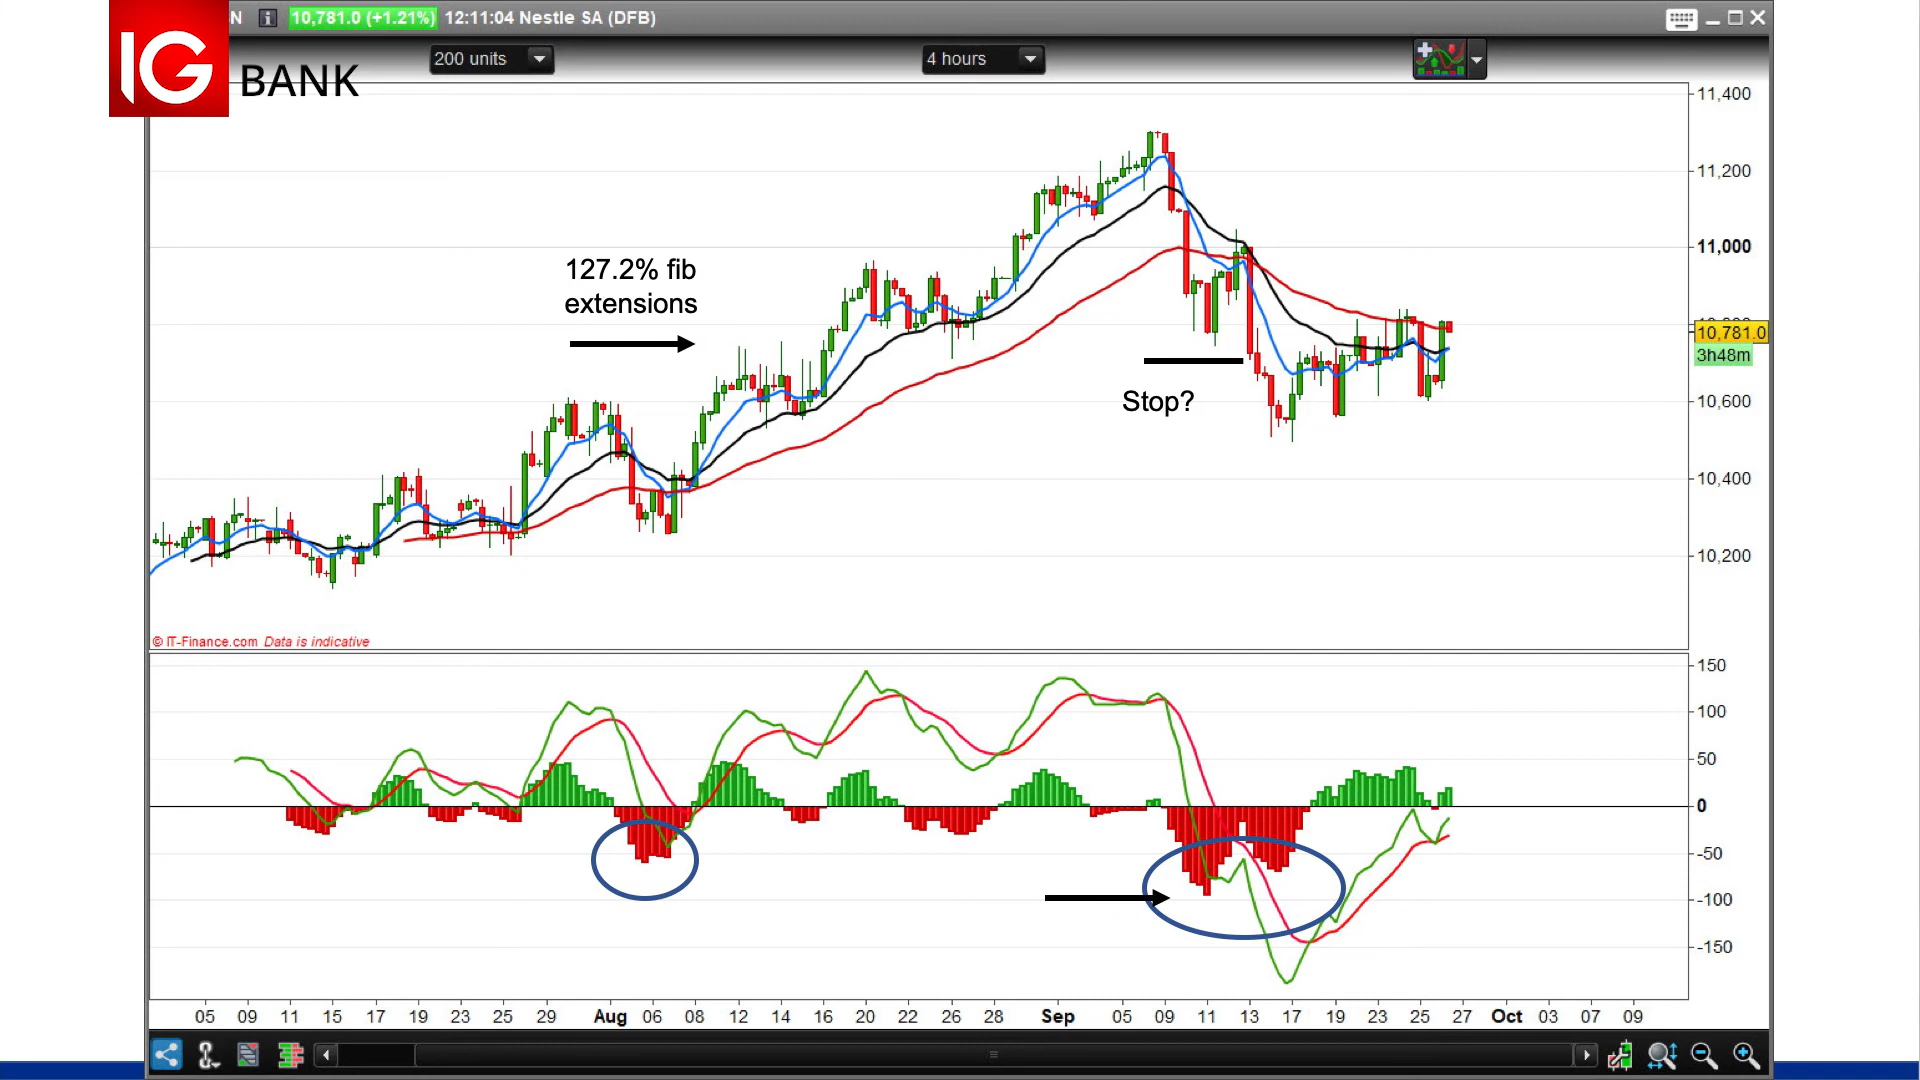 IG BANK
N i 10,781.0 (+1.21%) 12:11:04 Nestle SA (DFB)
200 units 4 hours
11,400
11,200
11,000
10,781.0
3h48m
10,600
10,400
10,200
127.2% fib
extensions
Stop?
© IT-Finance.com Data is indicative
150
100
50
0
-50
-100
-150
05 09 11 15 17 19 23 25 29 Aug 06 08 12 14 16 20 22 26 28 Sep 05 09 11 13 17 19 23 25 27 Oct 03 07 09